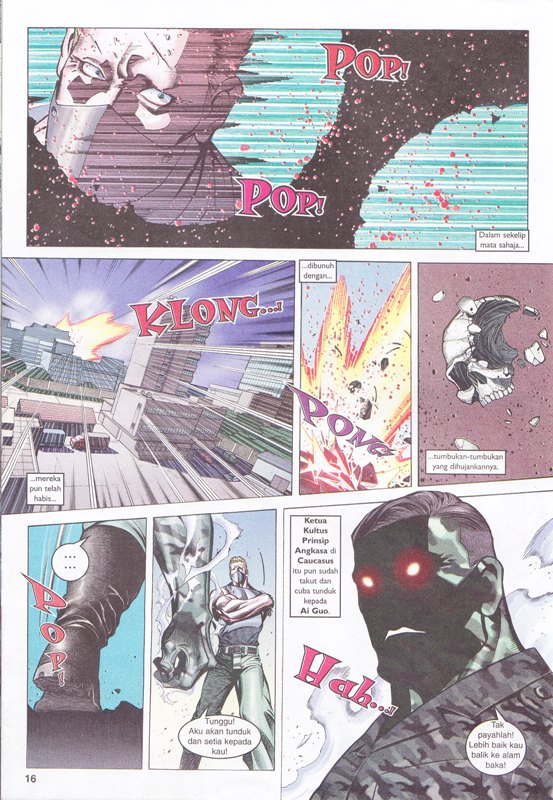 POP!
POP!
Dalam sekelip
mata sahaja...
KLONG...!
...mereka
pun telah
habis...
...dibunuh
dengan...
PONG
...tumbukan-tumbukan
yang dihujankannya.
...
...
POP!
Tunggu!
Aku akan tunduk
dan setia kepada
kau!
Ketua
Kultus
Prinsip
Angkasa di
Caucasus
itu pun sudah
takut dan
cuba tunduk
kepada
Ai Guo.
Hah...!
Tak
payahlah!
Lebih baik kau
balik ke alam
baka!
16